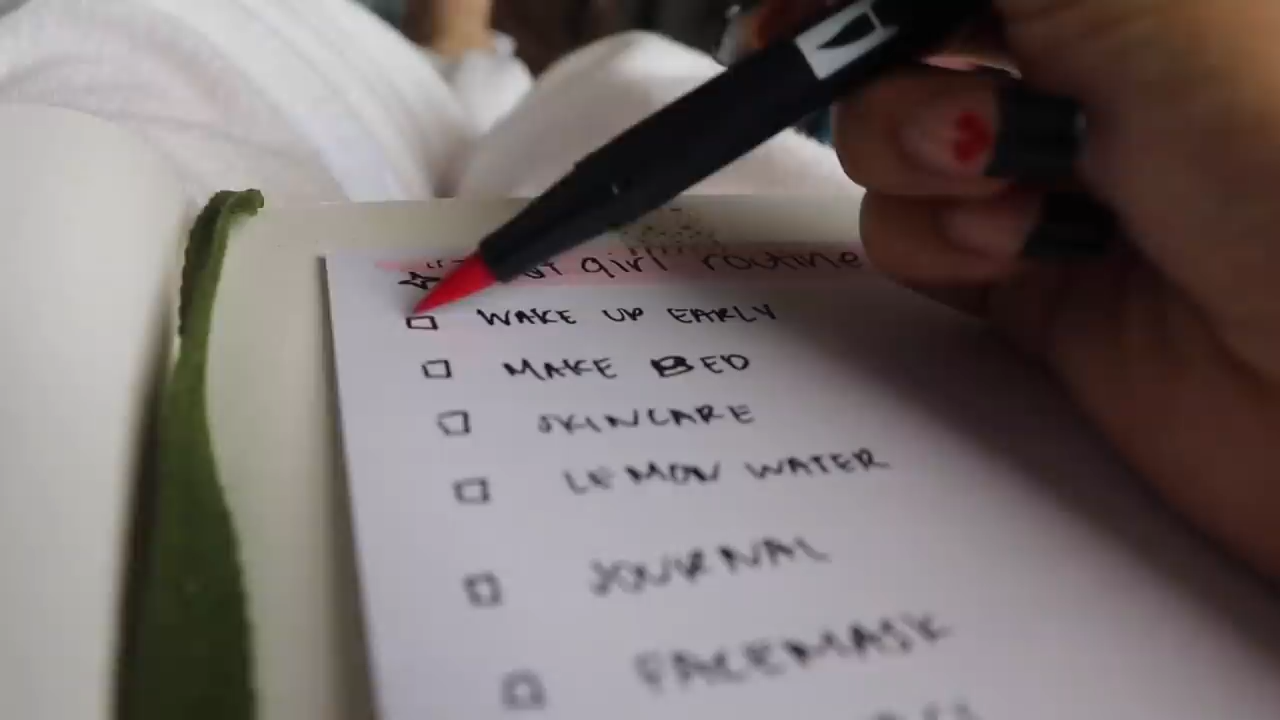 girl routine
WAKE UP EARLY
MAKE BED
SKINCARE
LEMON WATER
JOURNAL
FACEMASK